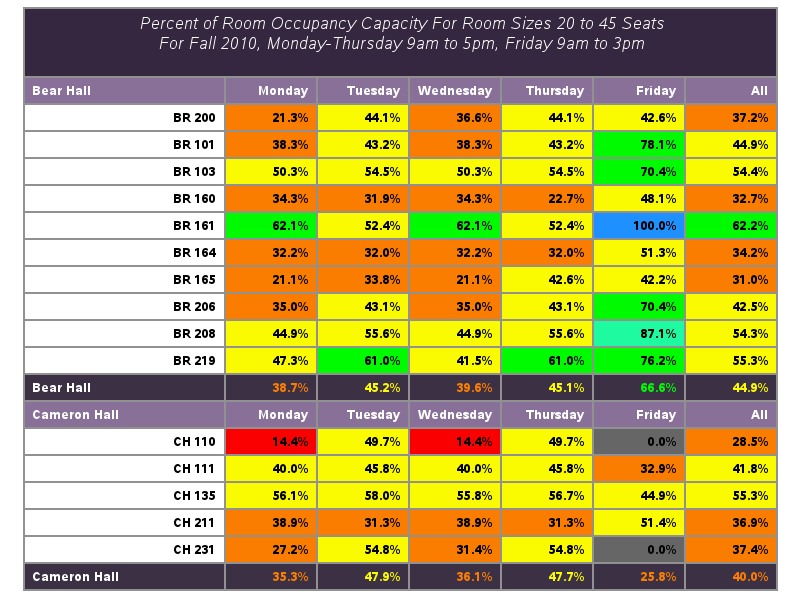 Percent of Room Occupancy Capacity For Room Sizes 20 to 45 Seats
For Fall 2010, Monday-Thursday 9am to 5pm, Friday 9am to 3pm
Bear Hall Monday Tuesday Wednesday Thursday Friday All
BR 200 21.3% 44.1% 36.6% 44.1% 42.6% 37.2%
BR 101 38.3% 43.2% 38.3% 43.2% 78.1% 44.9%
BR 103 50.3% 54.5% 50.3% 54.5% 70.4% 54.4%
BR 160 34.3% 31.9% 34.3% 22.7% 48.1% 32.7%
BR 161 62.1% 52.4% 62.1% 52.4% 100.0% 62.2%
BR 164 32.2% 32.0% 32.2% 32.0% 51.3% 34.2%
BR 165 21.1% 33.8% 21.1% 42.6% 42.2% 31.0%
BR 206 35.0% 43.1% 35.0% 43.1% 70.4% 42.5%
BR 208 44.9% 55.6% 44.9% 55.6% 87.1% 54.3%
BR 219 47.3% 61.0% 41.5% 61.0% 76.2% 55.3%
Bear Hall 38.7% 45.2% 39.6% 45.1% 66.6% 44.9%
Cameron Hall Monday Tuesday Wednesday Thursday Friday All
CH 110 14.4% 49.7% 14.4% 49.7% 0.0% 28.5%
CH 111 40.0% 45.8% 40.0% 45.8% 32.9% 41.8%
CH 135 56.1% 58.0% 55.8% 56.7% 44.9% 55.3%
CH 211 38.9% 31.3% 38.9% 31.3% 51.4% 36.9%
CH 231 27.2% 54.8% 31.4% 54.8% 0.0% 37.4%
Cameron Hall 35.3% 47.9% 36.1% 47.7% 25.8% 40.0%